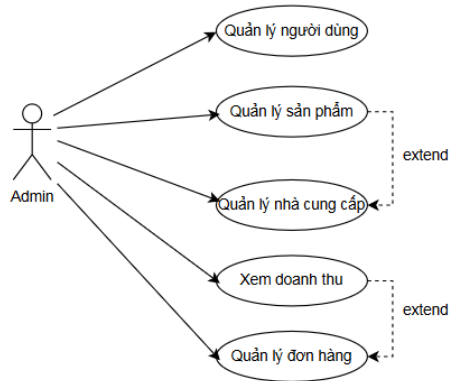 Quản lý người dùng
Quản lý sản phẩm
extend
Admin
Quản lý nhà cung cấp
Xem doanh thu
extend
Quản lý đơn hàng